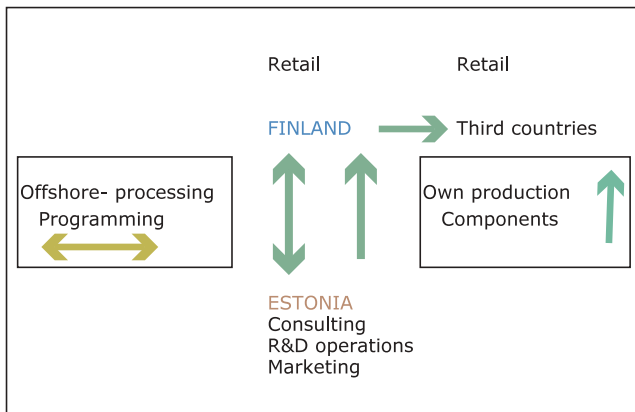 Retail
Retail
FINLAND
Third countries
Offshore- processing
Programming
Own production
Components
ESTONIA
Consulting
R&D operations
Marketing